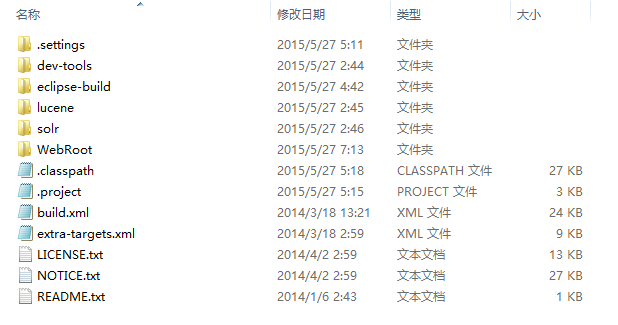 名称 修改日期 类型 大小
.settings 2015/5/27 5:11 文件夹
dev-tools 2015/5/27 2:44 文件夹
eclipse-build 2015/5/27 4:42 文件夹
lucene 2015/5/27 2:45 文件夹
solr 2015/5/27 2:46 文件夹
WebRoot 2015/5/27 7:13 文件夹
.classpath 2015/5/27 5:18 CLASSPATH 文件 27 KB
.project 2015/5/27 5:15 PROJECT 文件 3 KB
build.xml 2014/3/18 13:21 XML 文件 24 KB
extra-targets.xml 2014/3/18 2:59 XML 文件 9 KB
LICENSE.txt 2014/4/2 2:59 文本文档 13 KB
NOTICE.txt 2014/4/2 2:59 文本文档 27 KB
README.txt 2014/1/6 2:43 文本文档 1 KB